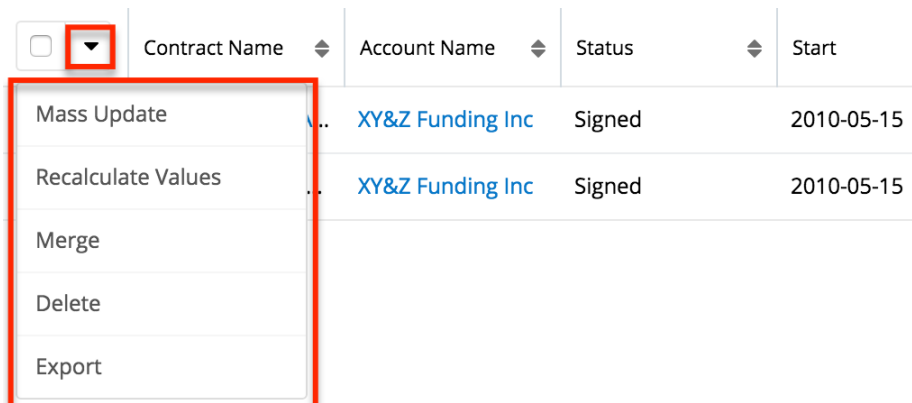 Contract Name Account Name Status Start
Mass Update
XY&Z Funding Inc Signed 2010-05-15
Recalculate Values
XY&Z Funding Inc Signed 2010-05-15
Merge
Delete
Export